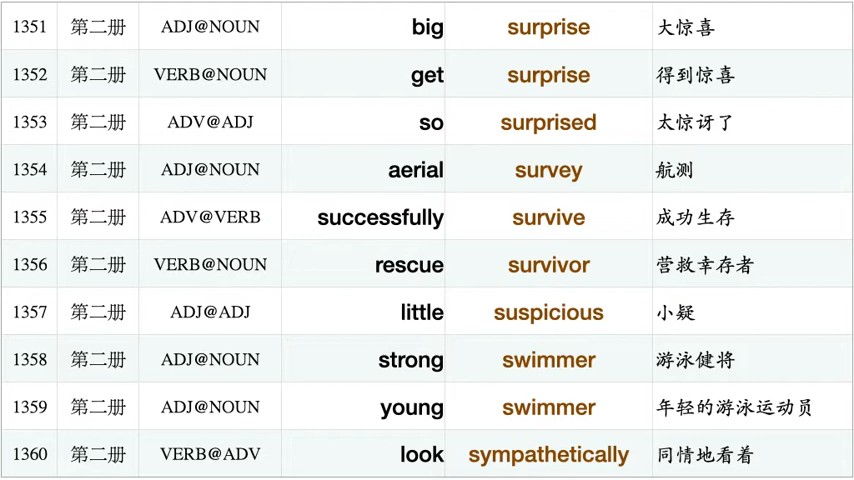 1351 第二册 ADJ@NOUN big surprise 大惊喜
1352 第二册 VERB@NOUN get surprise 得到惊喜
1353 第二册 ADV@ADJ so surprised 太惊讶了
1354 第二册 ADJ@NOUN aerial survey 航测
1355 第二册 ADV@VERB successfully survive 成功生存
1356 第二册 VERB@NOUN rescue survivor 营救幸存者
1357 第二册 ADJ@ADJ little suspicious 小疑
1358 第二册 ADJ@NOUN strong swimmer 游泳健将
1359 第二册 ADJ@NOUN young swimmer 年轻的游泳运动员
1360 第二册 VERB@ADV look sympathetically 同情地看着